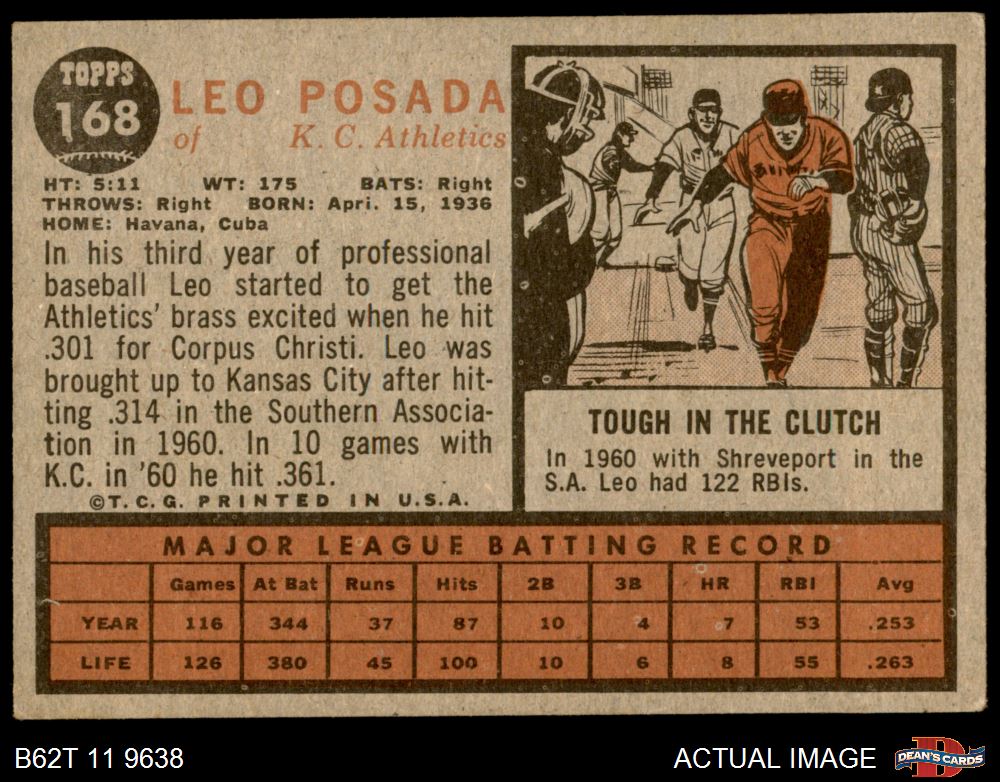 TOPPS
168
LEO POSADA
of K. C. Athletics
HT: 5:11 WT: 175 BATS: Right
THROWS: Right BORN: Apri. 15, 1936
HOME: Havana, Cuba
In his third year of professional
baseball Leo started to get the
Athletics' brass excited when he hit
.301 for Corpus Christi. Leo was
brought up to Kansas City after hit-
ting .314 in the Southern Associa-
tion in 1960. In 10 games with
K.C. in '60 he hit .361.
©T. C. G. PRINTED IN U.S.A.
TOUGH IN THE CLUTCH
In 1960 with Shreveport in the
S.A. Leo had 122 RBIs.
MAJOR LEAGUE BATTING RECORD
Games At Bat Runs Hits 2B 3B HR RBI Avg
YEAR 116 344 37 87 10 4 7 53 .253
LIFE 126 380 45 100 10 6 8 55 .263
B62T 11 9638
ACTUAL IMAGE
D
DEAN'S CARDS